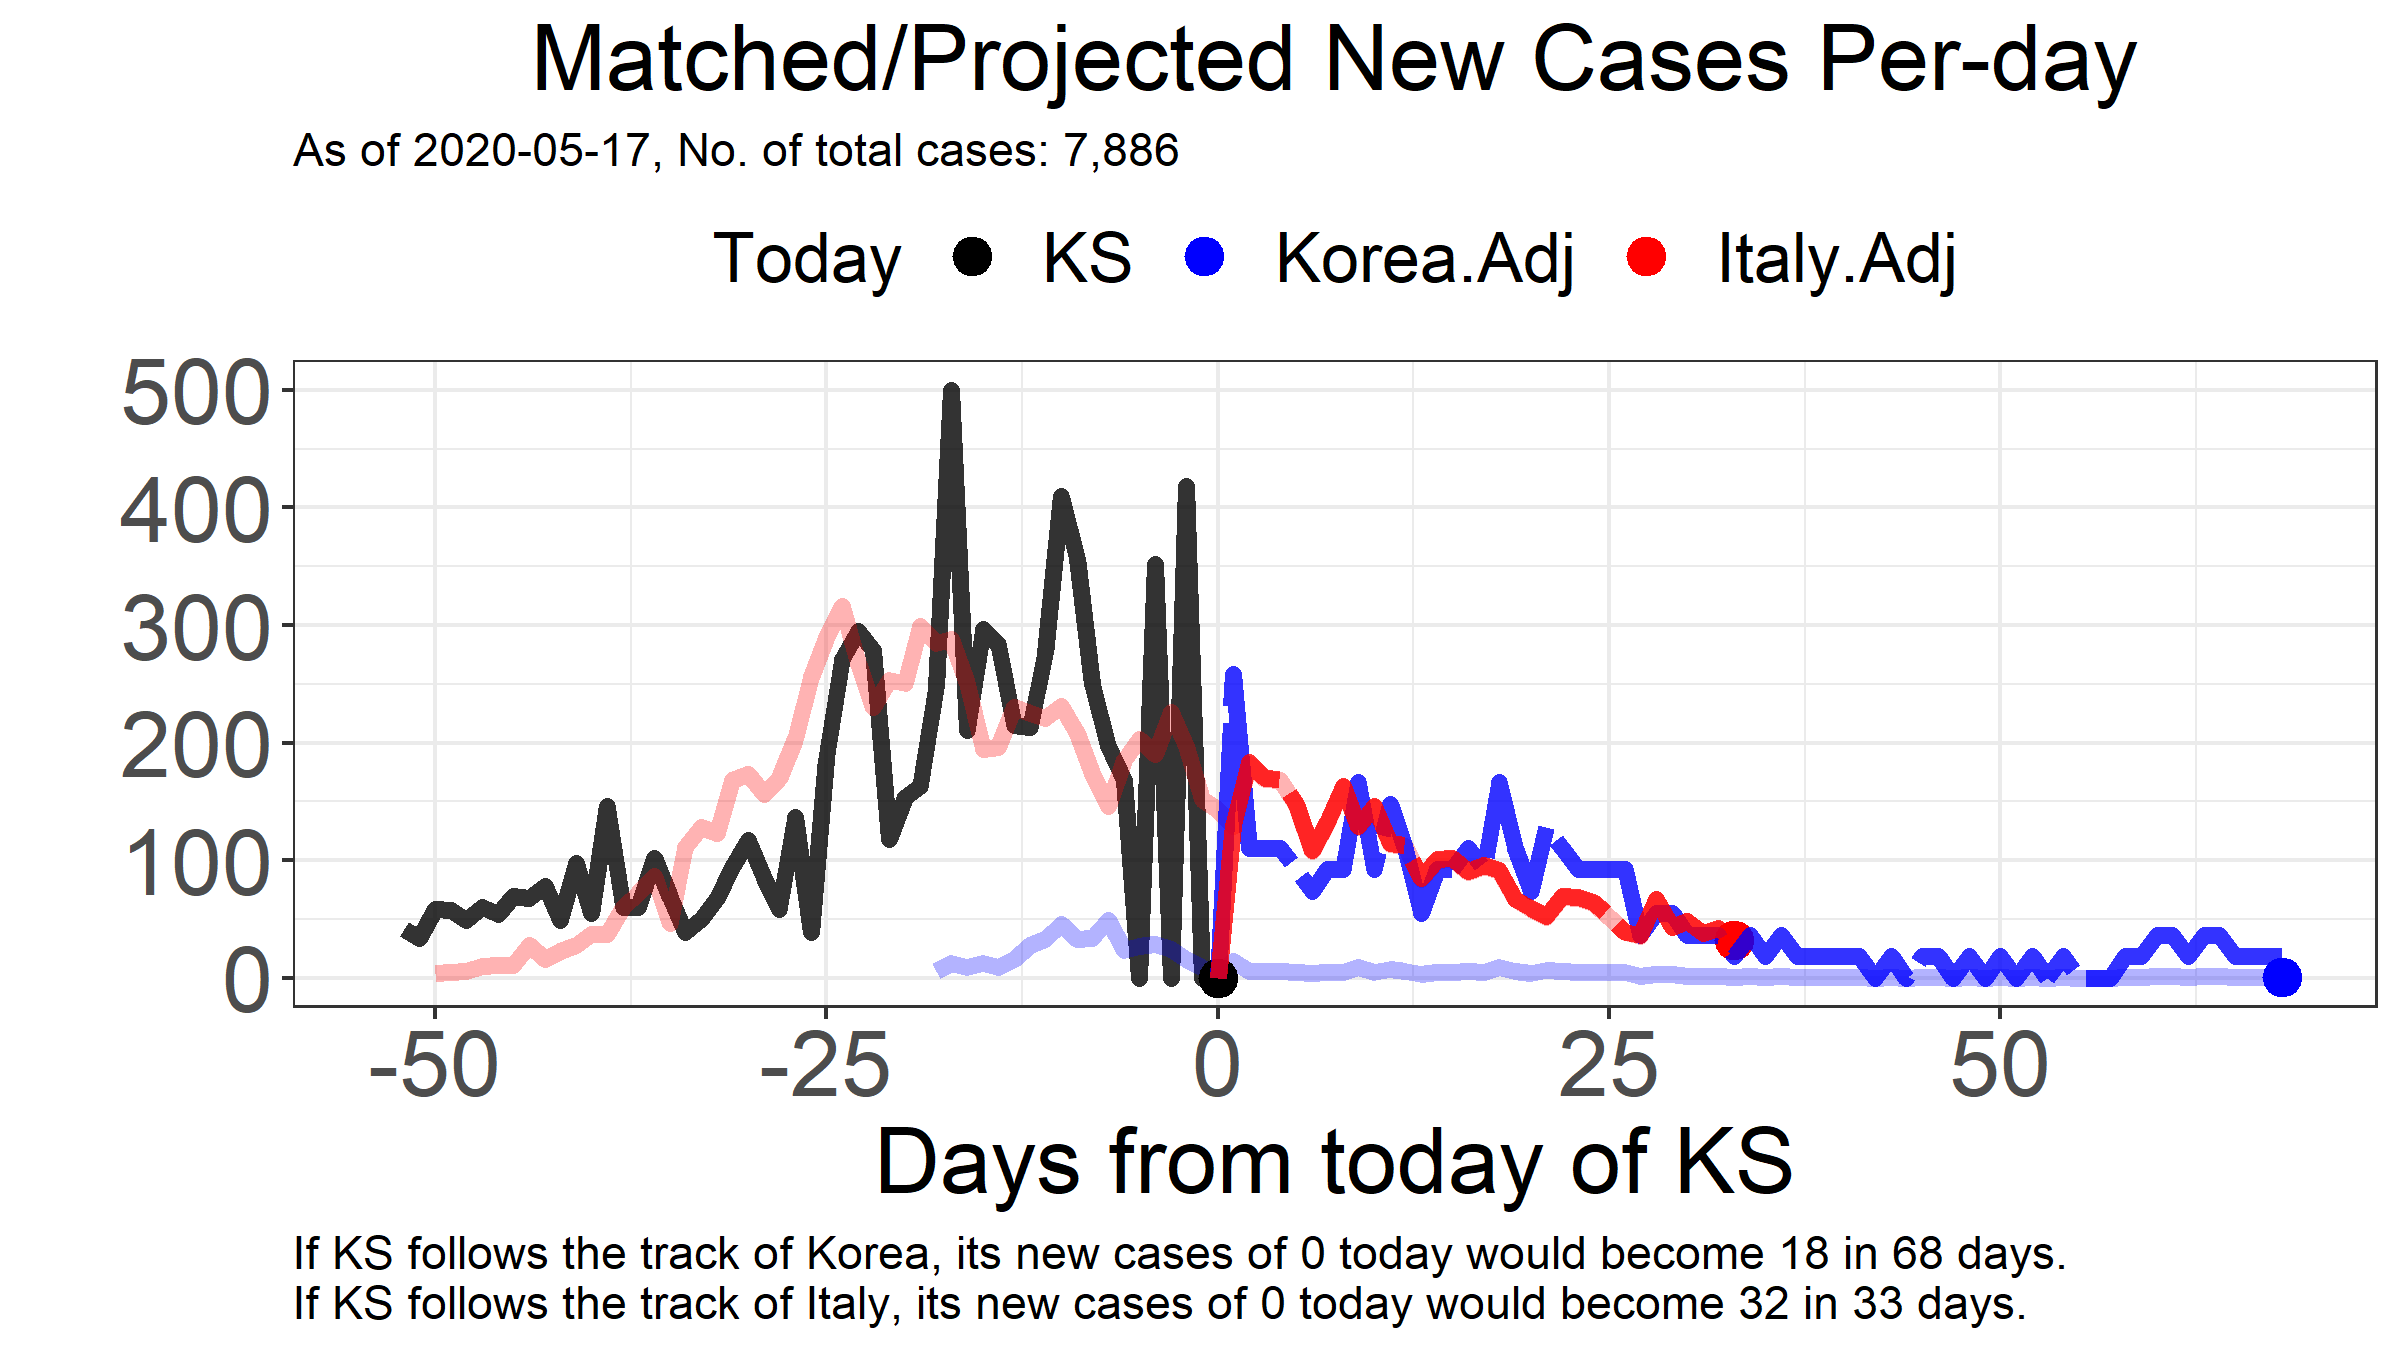 Matched/Projected New Cases Per-day
As of 2020-05-17, No. of total cases: 7,886
Today KS Korea.Adj Italy.Adj
500
400
300
200
100
0
-50 -25 0 25 50
Days from today of KS
If KS follows the track of Korea, its new cases of 0 today would become 18 in 68 days.
If KS follows the track of Italy, its new cases of 0 today would become 32 in 33 days.